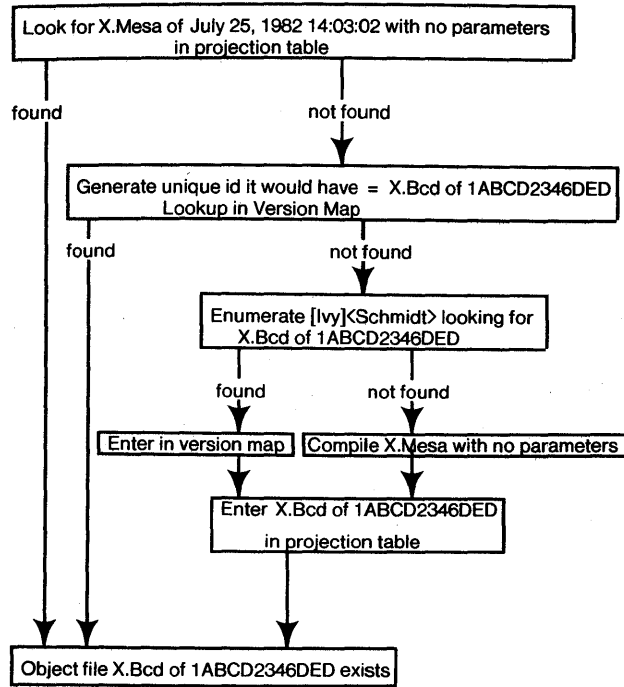 Look for X.Mesa of July 25, 1982 14:03:02 with no parameters
in projection table
found
not found
Generate unique id it would have = X.Bcd of 1ABCD2346DED
Lookup in Version Map
found
not found
Enumerate [Ivy]<Schmidt> looking for
X.Bcd of 1ABCD2346DED
found
not found
Enter in version map
Compile X.Mesa with no parameters
Enter X.Bcd of 1ABCD2346DED
in projection table
Object file X.Bcd of 1ABCD2346DED exists